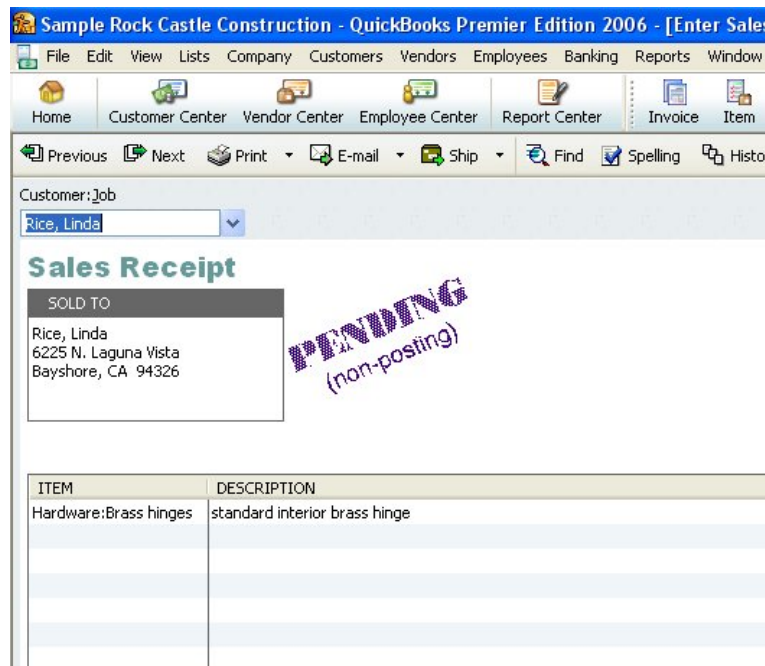 Sample Rock Castle Construction - QuickBooks Premier Edition 2006 - [Enter Sales
File Edit View Lists Company Customers Vendors Employees Banking Reports Window
Home Customer Center Vendor Center Employee Center Report Center Invoice Item
Previous Next Print E-mail Ship Find Spelling Histo
Customer:Job
Rice, Linda
Sales Receipt
SOLD TO
Rice, Linda
6225 N. Laguna Vista
Bayshore, CA 94326
PENDING
(non-posting)
ITEM DESCRIPTION
Hardware:Brass hinges standard interior brass hinge